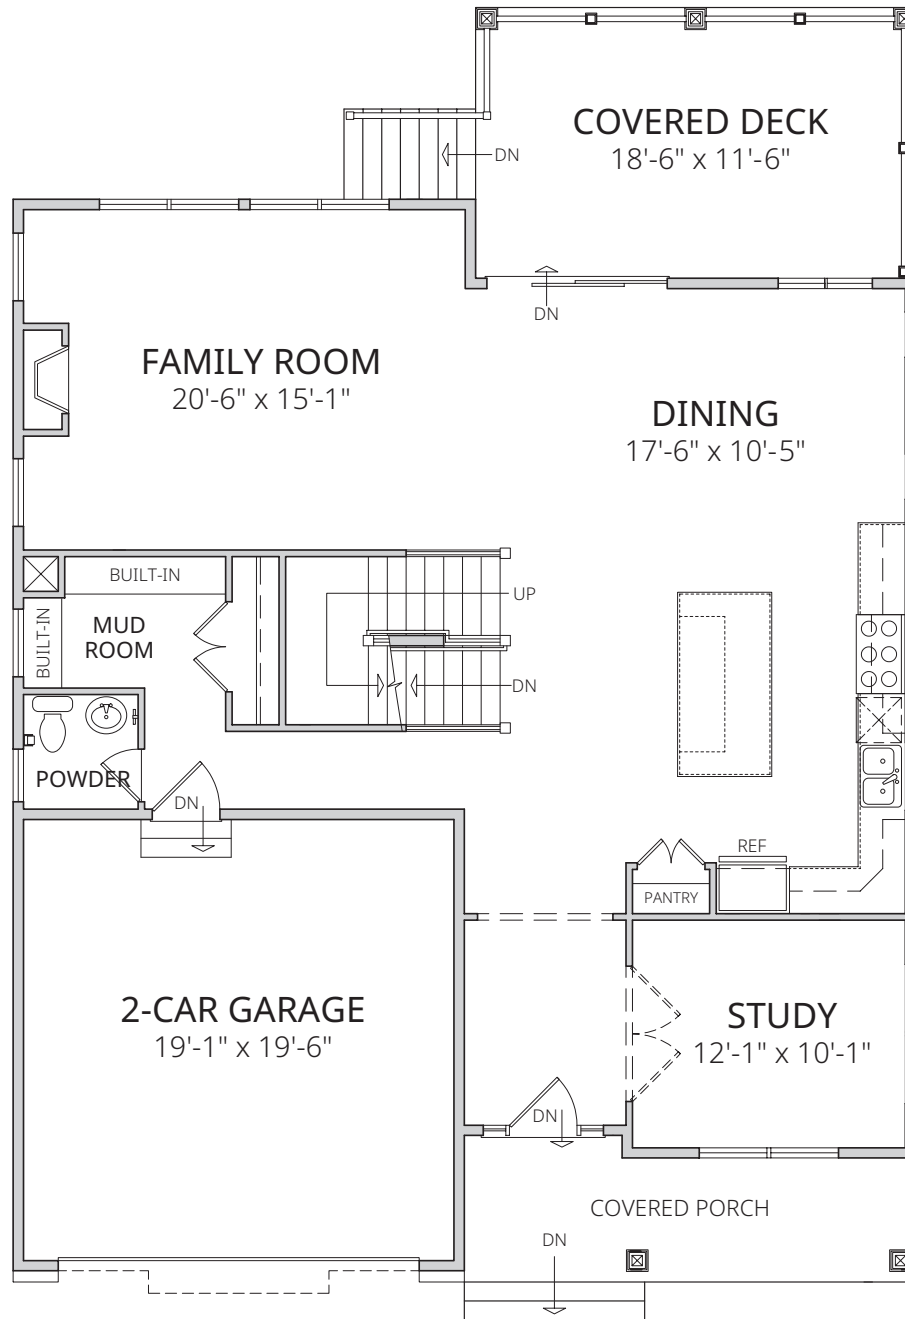 COVERED DECK
18'-6" x 11'-6"
DN
DN
FAMILY ROOM
20'-6" x 15'-1"
DINING
17'-6" x 10'-5"
BUILT-IN
BUILT-IN
MUD
ROOM
UP
DN
POWDER
DN
REF
PANTRY
2-CAR GARAGE
19'-1" x 19'-6"
STUDY
12'-1" x 10'-1"
DN
COVERED PORCH
DN